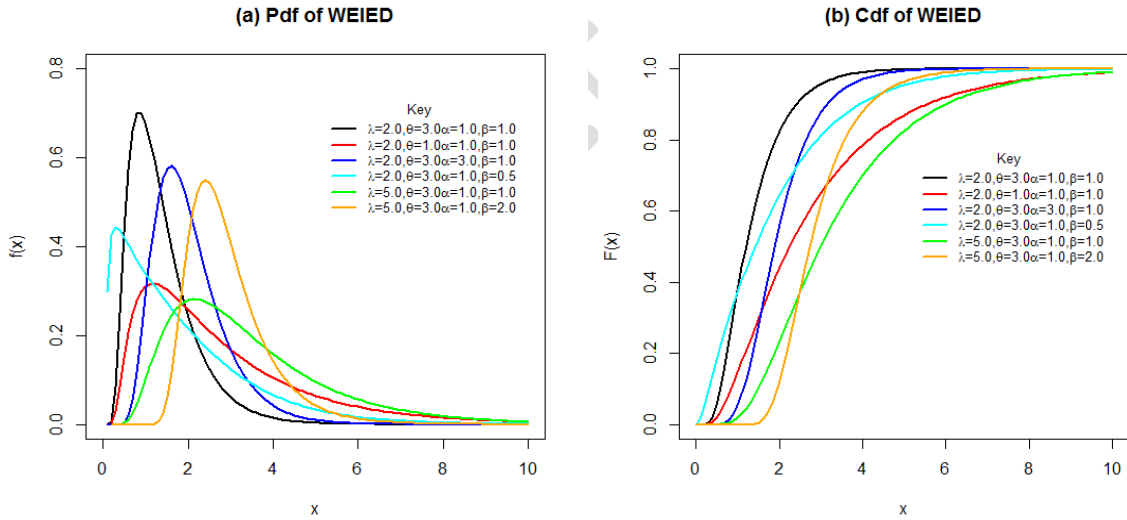 (a) Pdf of WEIED
f(x)
0.8
0.6
0.4
0.2
0.0
Key
λ=2.0,θ=3.0α=1.0,β=1.0
λ=2.0,θ=1.0α=1.0,β=1.0
λ=2.0,θ=3.0α=3.0,β=1.0
λ=2.0,θ=3.0α=1.0,β=0.5
λ=5.0,θ=3.0α=1.0,β=1.0
λ=5.0,θ=3.0α=1.0,β=2.0
0 2 4 6 8 10
x
(b) Cdf of WEIED
F(x)
1.0
0.8
0.6
0.4
0.2
0.0
Key
λ=2.0,θ=3.0α=1.0,β=1.0
λ=2.0,θ=1.0α=1.0,β=1.0
λ=2.0,θ=3.0α=3.0,β=1.0
λ=2.0,θ=3.0α=1.0,β=0.5
λ=5.0,θ=3.0α=1.0,β=1.0
λ=5.0,θ=3.0α=1.0,β=2.0
0 2 4 6 8 10
x